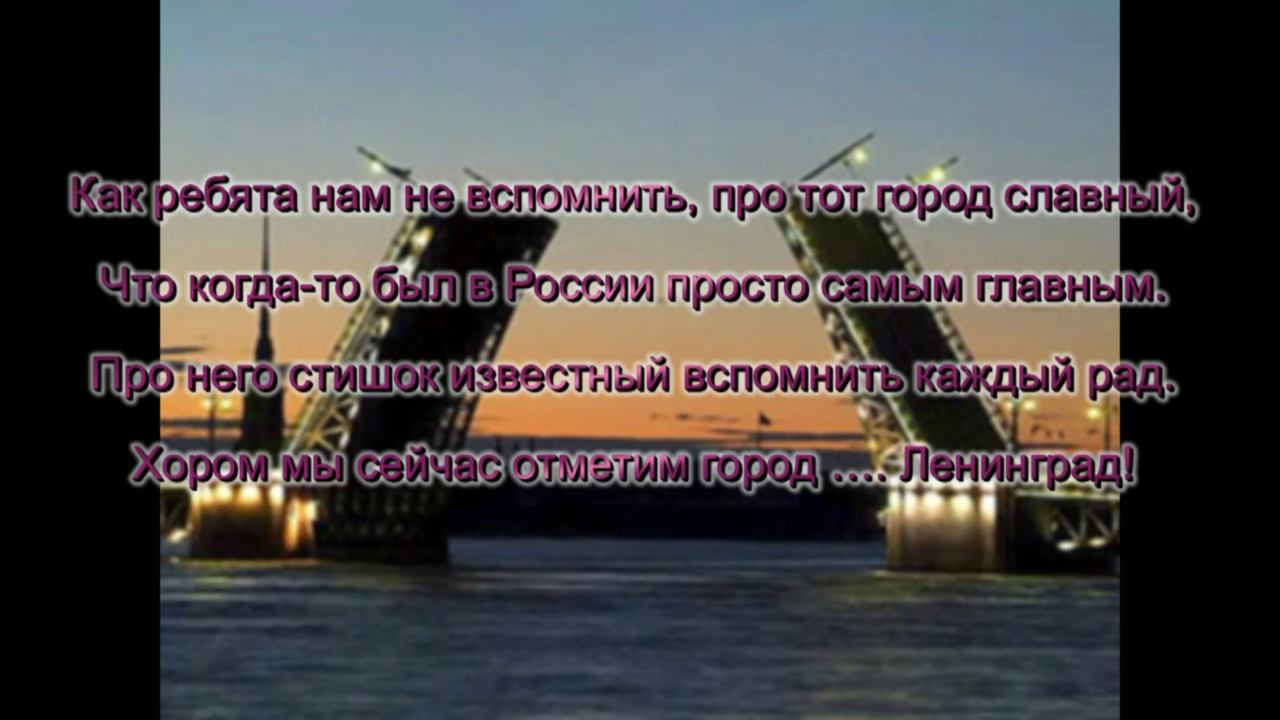 Как ребята нам не вспомнить, про тот город славный,
Что когда-то был в России просто самым главным.
Про него стишок известный вспомнить каждый рад.
Хором мы сейчас отметим город .... Ленинград!